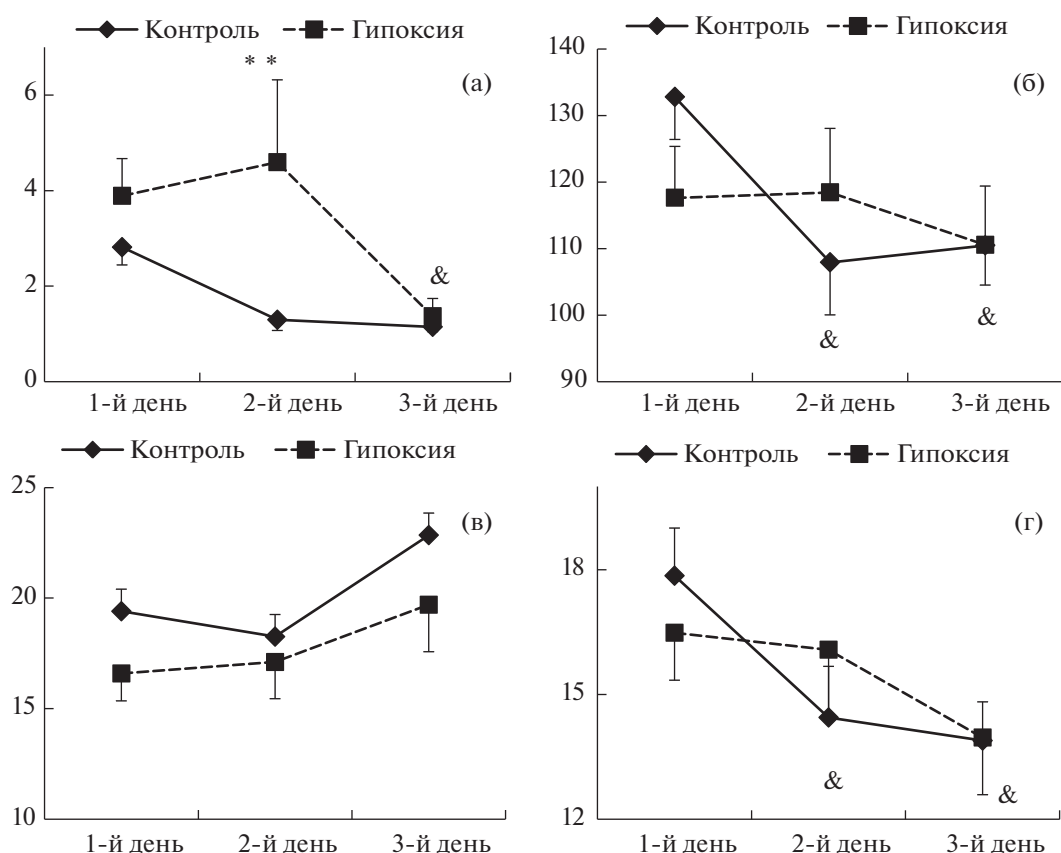 Контроль Гипоксия
(а)
* *
6
4
2
0
&
1-й день 2-й день 3-й день
Контроль Гипоксия
(б)
140
130
120
110
100
90
& &
1-й день 2-й день 3-й день
Контроль Гипоксия
(в)
25
20
15
10
1-й день 2-й день 3-й день
Контроль Гипоксия
(г)
18
15
12
& &
1-й день 2-й день 3-й день